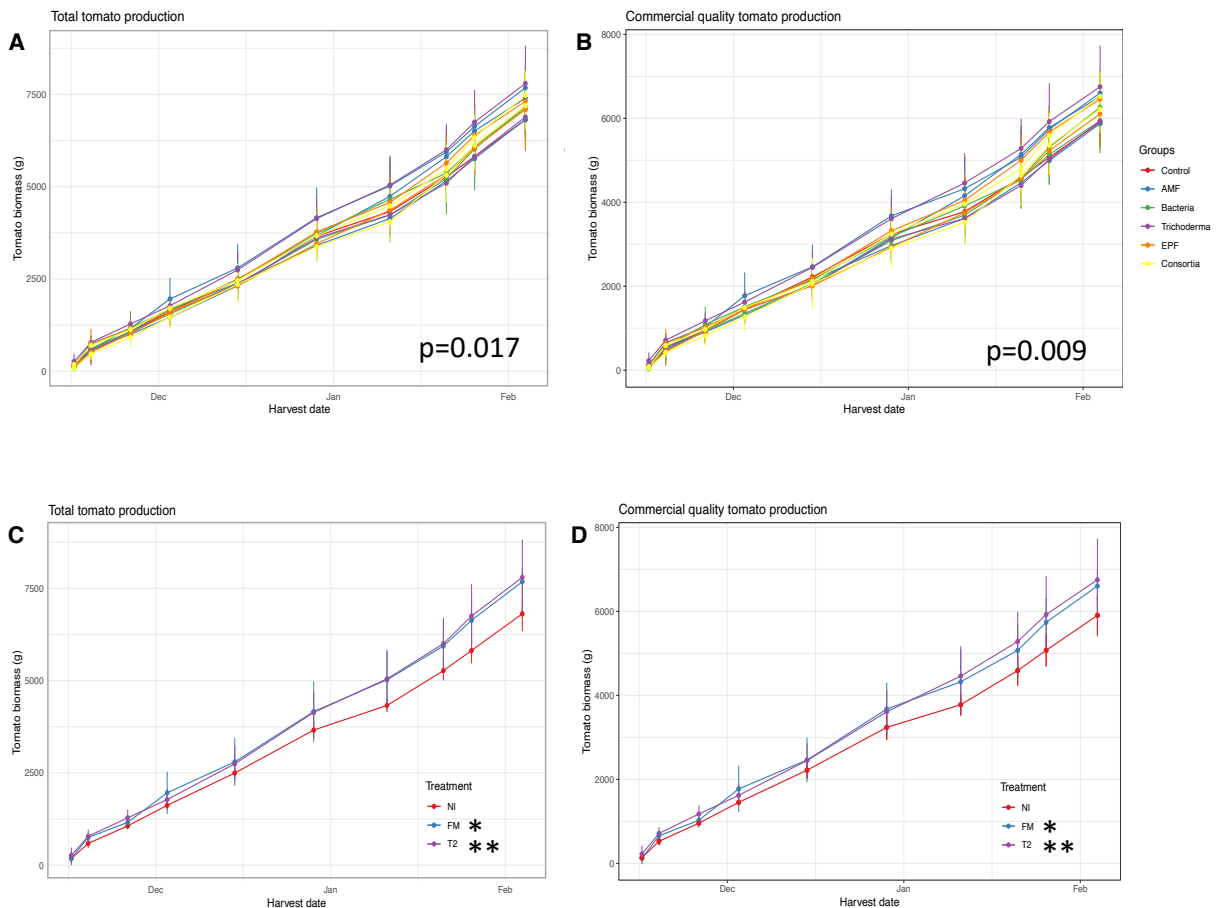 Total tomato production
A
Tomato biomass (g)
7500
5000
2500
0
p=0.017
Dec
Jan
Feb
Harvest date
Commercial quality tomato production
B
Tomato biomass (g)
8000
6000
4000
2000
0
p=0.009
Dec
Jan
Feb
Harvest date
Groups
Control
AMF
Bacteria
Trichoderma
EPF
Consortia
Total tomato production
C
Tomato biomass (g)
7500
5000
2500
0
Treatment
NI
FM *
T2 **
Dec
Jan
Feb
Harvest date
Commercial quality tomato production
D
Tomato biomass (g)
8000
6000
4000
2000
0
Treatment
NI
FM *
T2 **
Dec
Jan
Feb
Harvest date